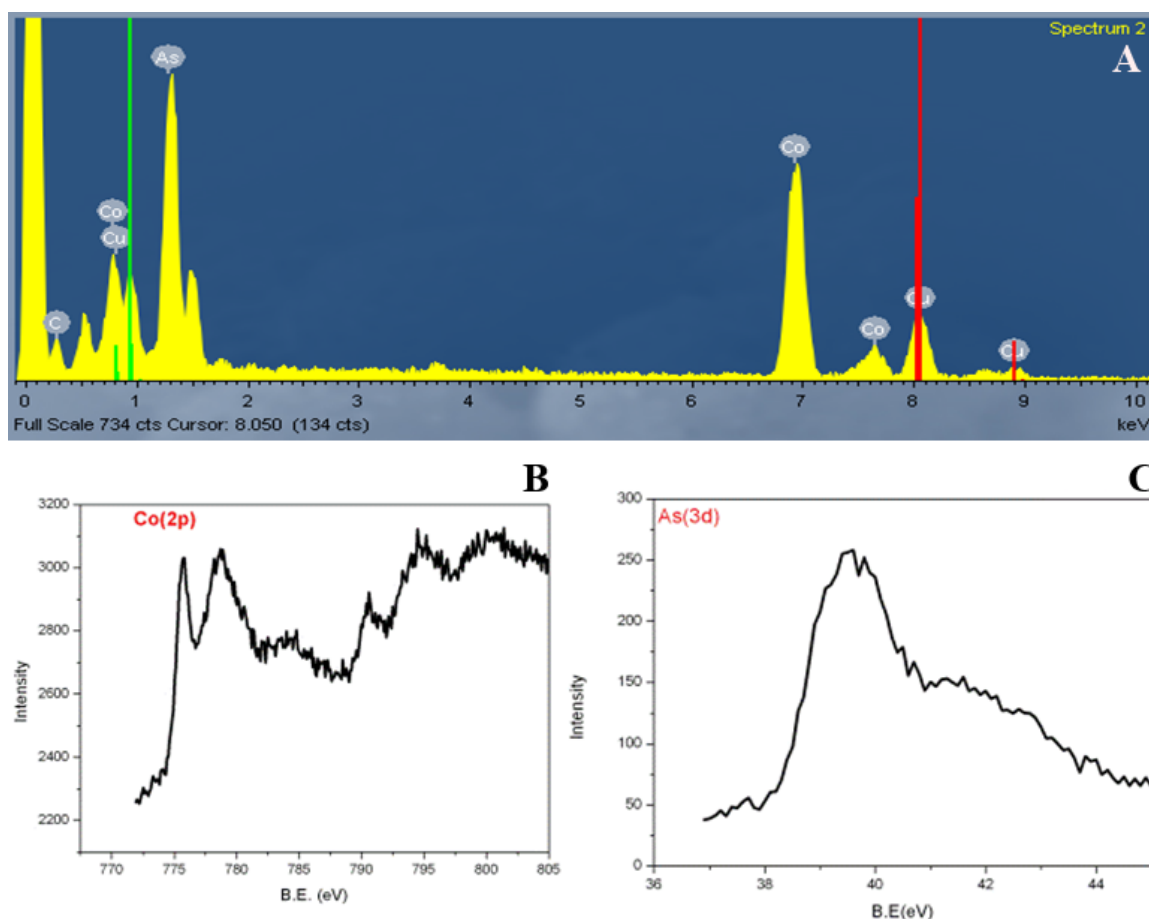 Spectrum 2
A
As
Co
Co
Cu
C
Co
Cu
Cu
0 1 2 3 4 5 6 7 8 9 10
Full Scale 734 cts Cursor: 8.050 (134 cts) keV
B
Co(2p)
3200
3000
2800
2600
2400
2200
Intensity
770 775 780 785 790 795 800 805
B.E. (eV)
C
As(3d)
300
250
200
150
100
50
0
Intensity
36 38 40 42 44
B.E(eV)